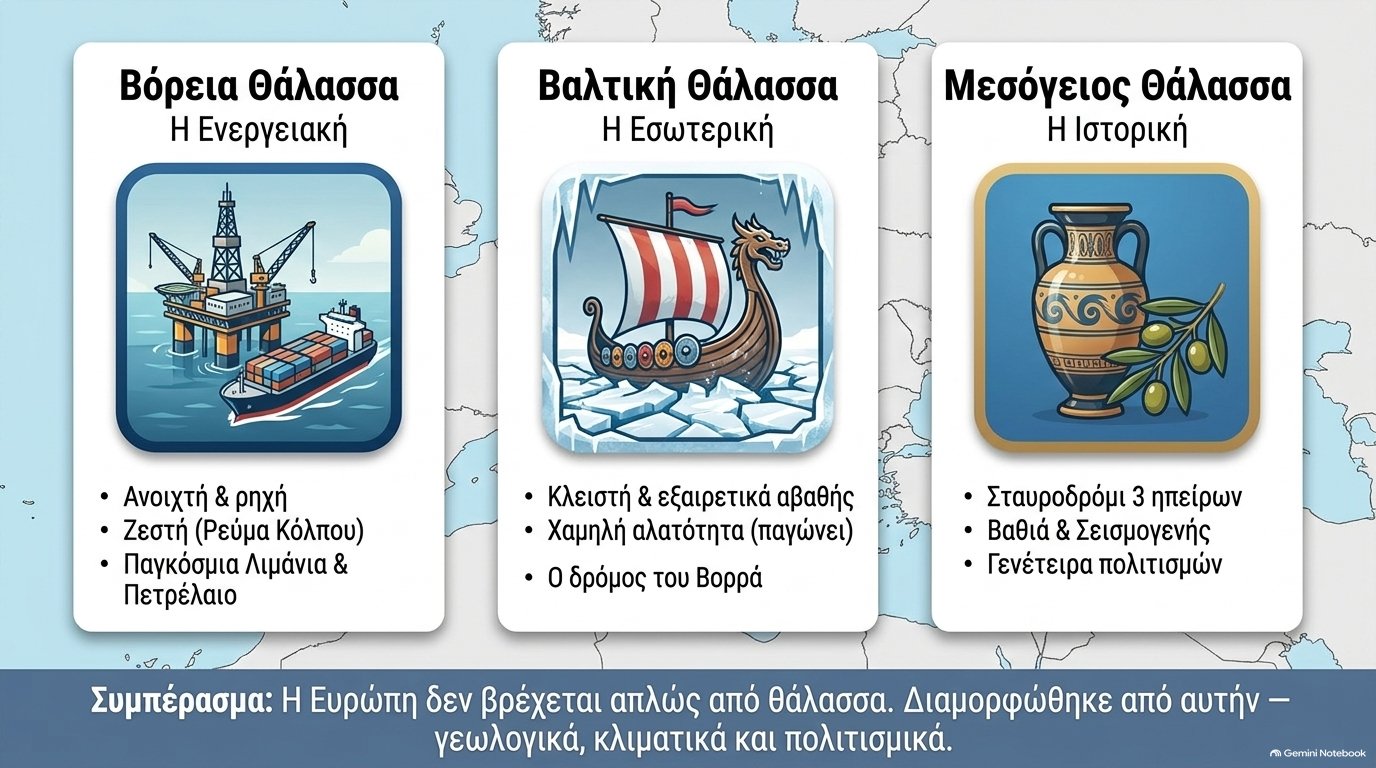 Βόρεια Θάλασσα
Η Ενεργειακή
• Ανοιχτή & ρηχή
• Ζεστή (Ρεύμα Κόλπου)
• Παγκόσμια Λιμάνια &
Πετρέλαιο
Βαλτική Θάλασσα
Η Εσωτερική
• Κλειστή & εξαιρετικά αβαθής
• Χαμηλή αλατότητα (παγώνει)
• Ο δρόμος του Βορρά
Μεσόγειος Θάλασσα
Η Ιστορική
• Σταυροδρόμι 3 ηπείρων
• Βαθιά & Σεισμογενής
• Γενέτειρα πολιτισμών
Συμπέρασμα: Η Ευρώπη δεν βρέχεται απλώς από θάλασσα. Διαμορφώθηκε από αυτήν —
γεωλογικά, κλιματικά και πολιτισμικά.
Gemini Notebook